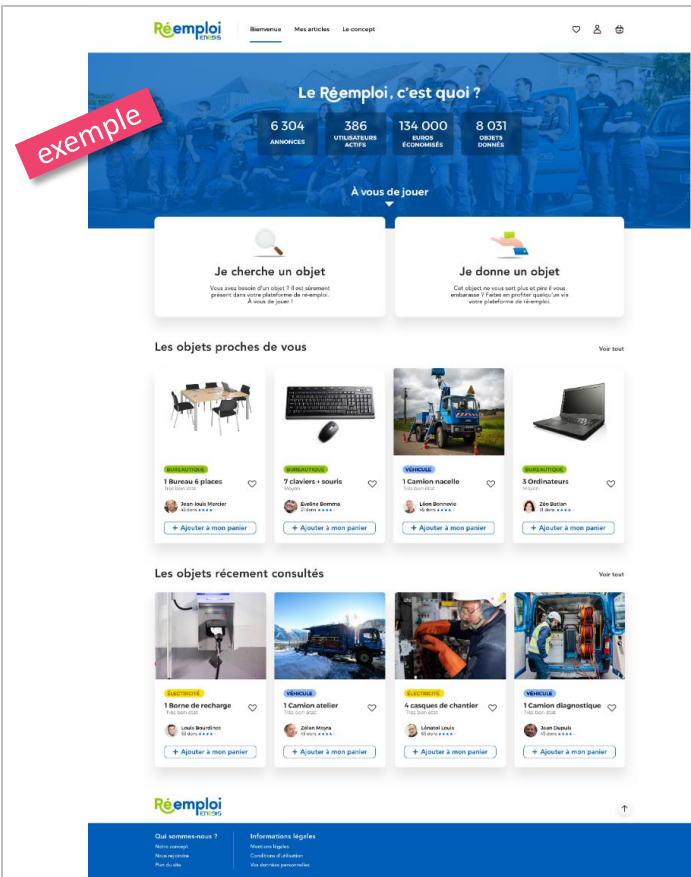 Réemploi
ENEDIS
Bienvenue Mes articles Le concept
exemple
Le Réemploi, c'est quoi ?
6 304 386 134 000 8 031
ANNONCES
UTILISATEURS
ACTIFS
EUROS
ÉCONOMISÉS
OBJETS
DONNÉS
À vous de jouer
Je cherche un objet
Vous avez besoin d'un objet ? Il est sûrement
présent dans votre plateforme de ré-emploi.
À vous de jouer !
Je donne un objet
Cet object ne vous sert plus et pire il vous
embarasse ? Faites en profiter quelqu'un via
votre plateforme de ré-emploi.
Les objets proches de vous
Voir tout
BUREAUTIQUE
1 Bureau 6 places
Très bon état
Jean-louis Mercier
+ Ajouter à mon panier
BUREAUTIQUE
7 claviers + souris
Moyen
Eveline Bomma
+ Ajouter à mon panier
VÉHICULE
1 Camion nacelle
Très bon état
Léon Bonnevie
+ Ajouter à mon panier
BUREAUTIQUE
3 Ordinateurs
Moyen
Zéo Batian
+ Ajouter à mon panier
Les objets récement consultés
Voir tout
ÉLECTRICITÉ
1 Borne de recharge
Très bon état
Louis Bourdinot
+ Ajouter à mon panier
VÉHICULE
1 Camion atelier
Très bon état
Zélian Moyra
+ Ajouter à mon panier
ÉLECTRICITÉ
4 casques de chantier
Très bon état
Lénatol Louis
+ Ajouter à mon panier
VÉHICULE
1 Camion diagnostique
Très bon état
Jean Dupuis
+ Ajouter à mon panier
Réemploi
ENEDIS
Qui sommes-nous ?
Notre concept
Nous rejoindre
Plan du site
Informations légales
Mentions légales
Conditions d'utilisation
Vos données personnelles